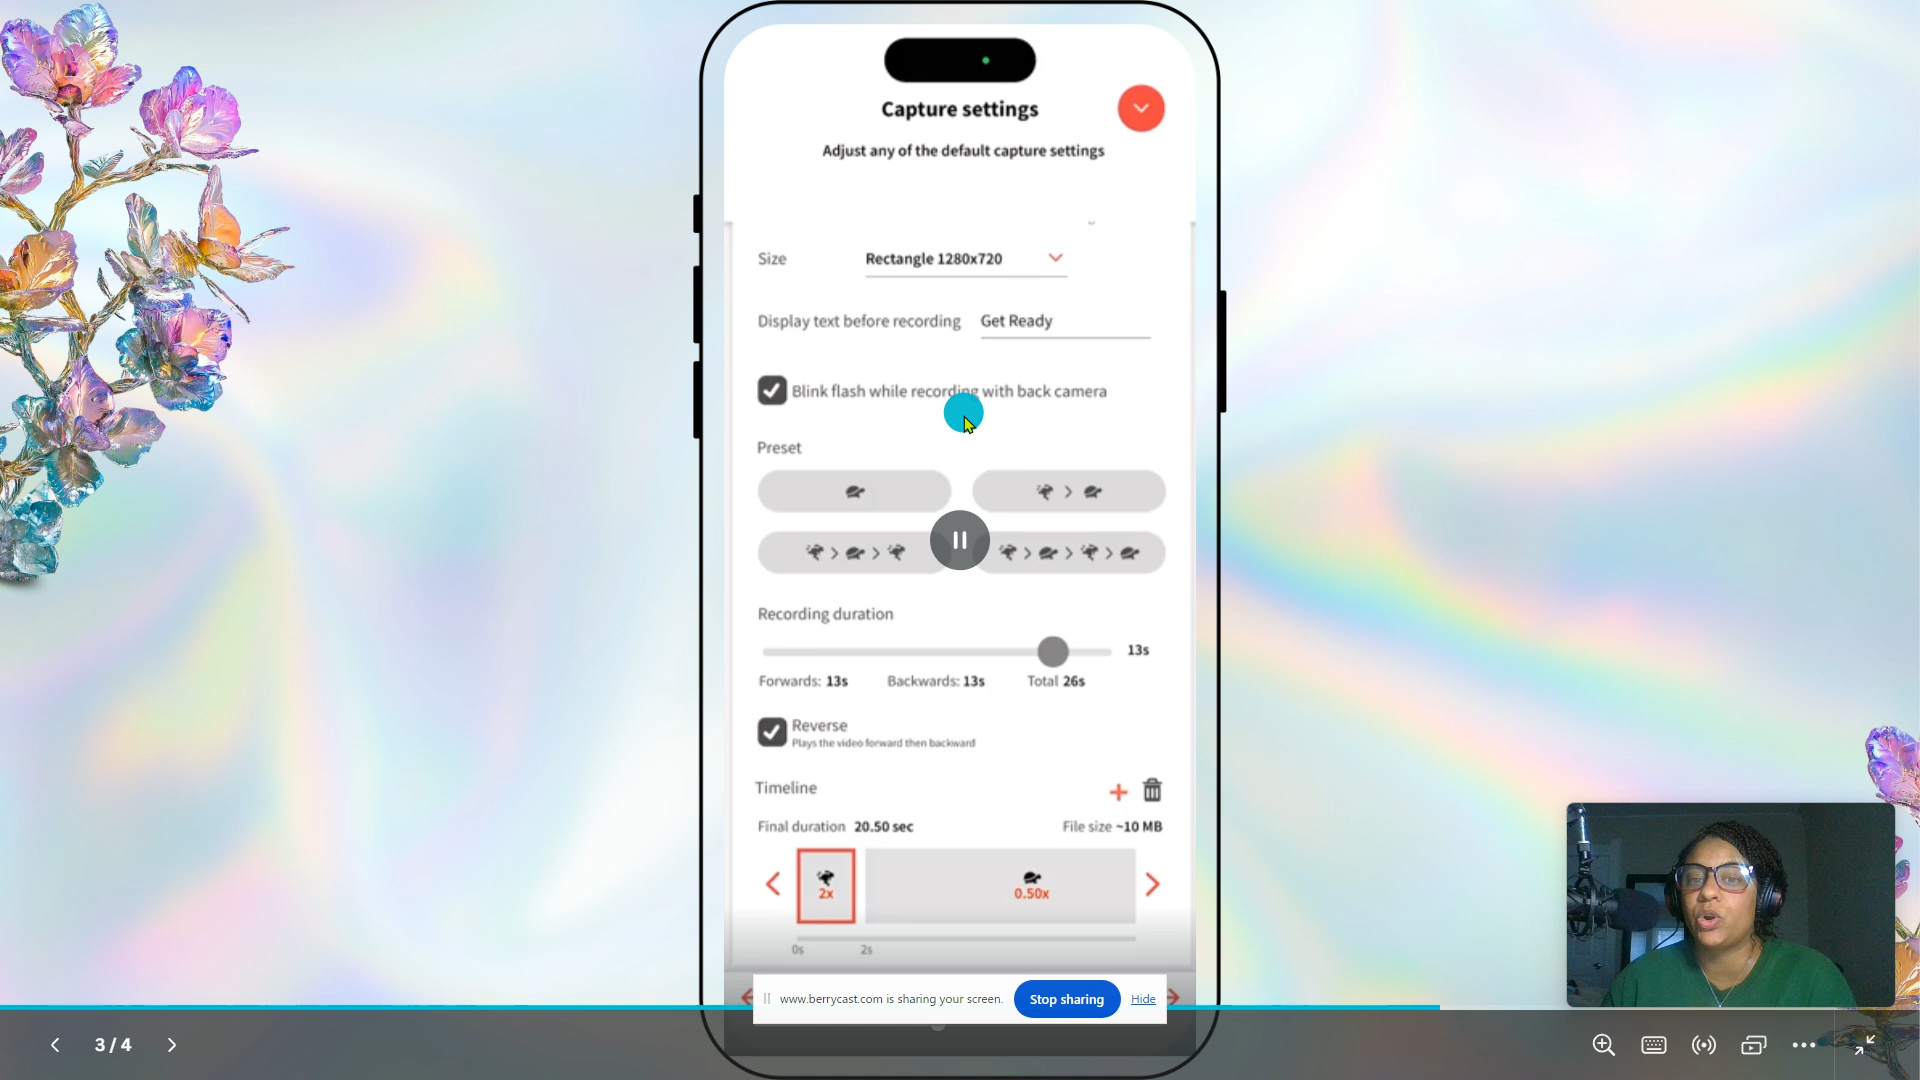 Capture settings
Adjust any of the default capture settings
Size Rectangle 1280x720
Display text before recording Get Ready
Blink flash while recording with back camera
Preset
Recording duration
13s
Forwards: 13s Backwards: 13s Total 26s
Reverse
Plays the video forward then backward
Timeline
Final duration 20.50 sec File size ~10 MB
2x 0.50x
0s 2s
www.berrycast.com is sharing your screen. Stop sharing Hide
3 / 4